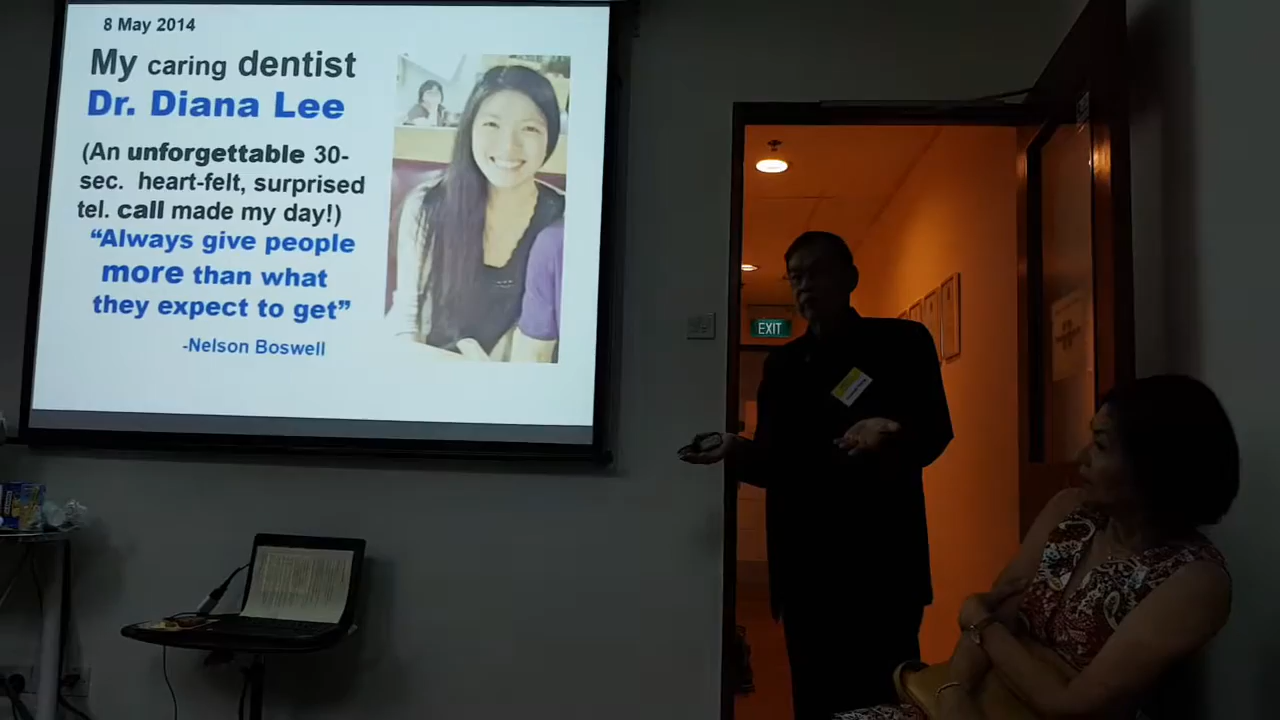 8 May 2014
My caring dentist
Dr. Diana Lee
(An unforgettable 30-
sec. heart-felt, surprised
tel. call made my day!)
“Always give people
more than what
they expect to get”
-Nelson Boswell
EXIT